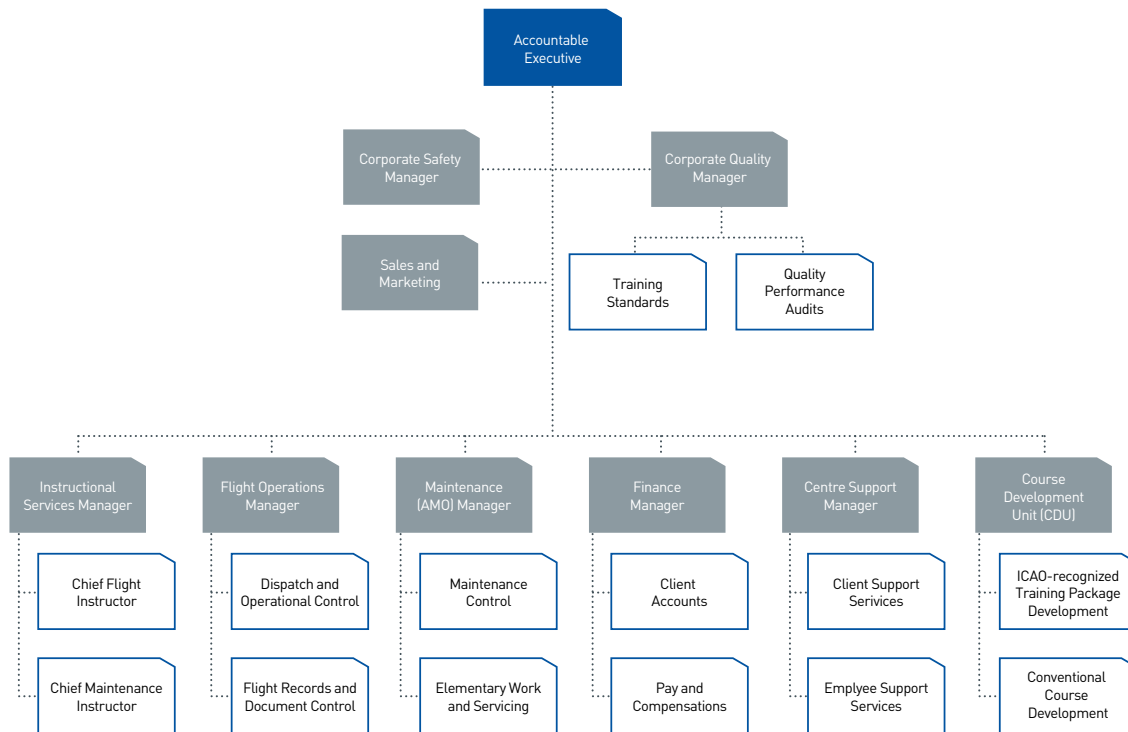 Accountable
Executive
Corporate Safety
Manager
Corporate Quality
Manager
Sales and
Marketing
Training
Standards
Quality
Performance
Audits
Instructional
Services Manager
Flight Operations
Manager
Maintenance
(AMO) Manager
Finance
Manager
Centre Support
Manager
Course
Development
Unit (CDU)
Chief Flight
Instructor
Dispatch and
Operational Control
Maintenance
Control
Client
Accounts
Client Support
Serivices
ICAO-recognized
Training Package
Development
Chief Maintenance
Instructor
Flight Records and
Document Control
Elementary Work
and Servicing
Pay and
Compensations
Emplyee Support
Services
Conventional
Course
Development